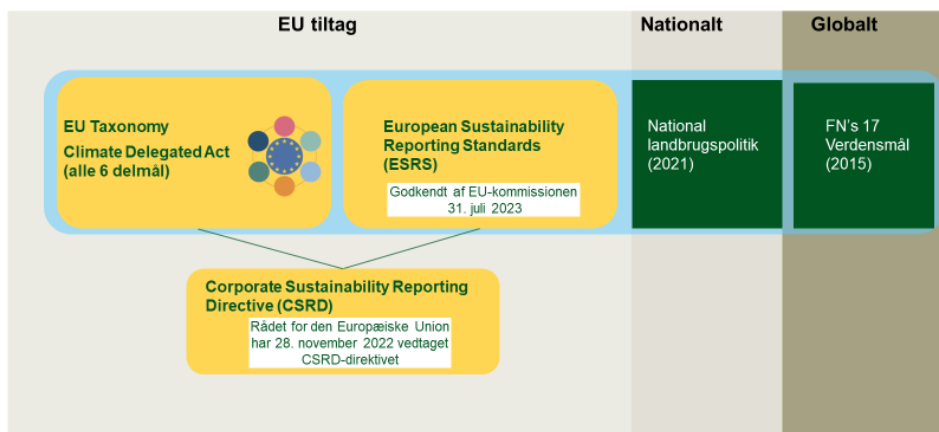 EU tiltag
Nationalt
Globalt
EU Taxonomy
Climate Delegated Act
(alle 6 delmål)
European Sustainability
Reporting Standards
(ESRS)
Godkendt af EU-kommissionen
31. juli 2023
National
landbrugspolitik
(2021)
FN's 17
Verdensmål
(2015)
Corporate Sustainability Reporting
Directive (CSRD)
Rådet for den Europæiske Union
har 28. november 2022 vedtaget
CSRD-direktivet